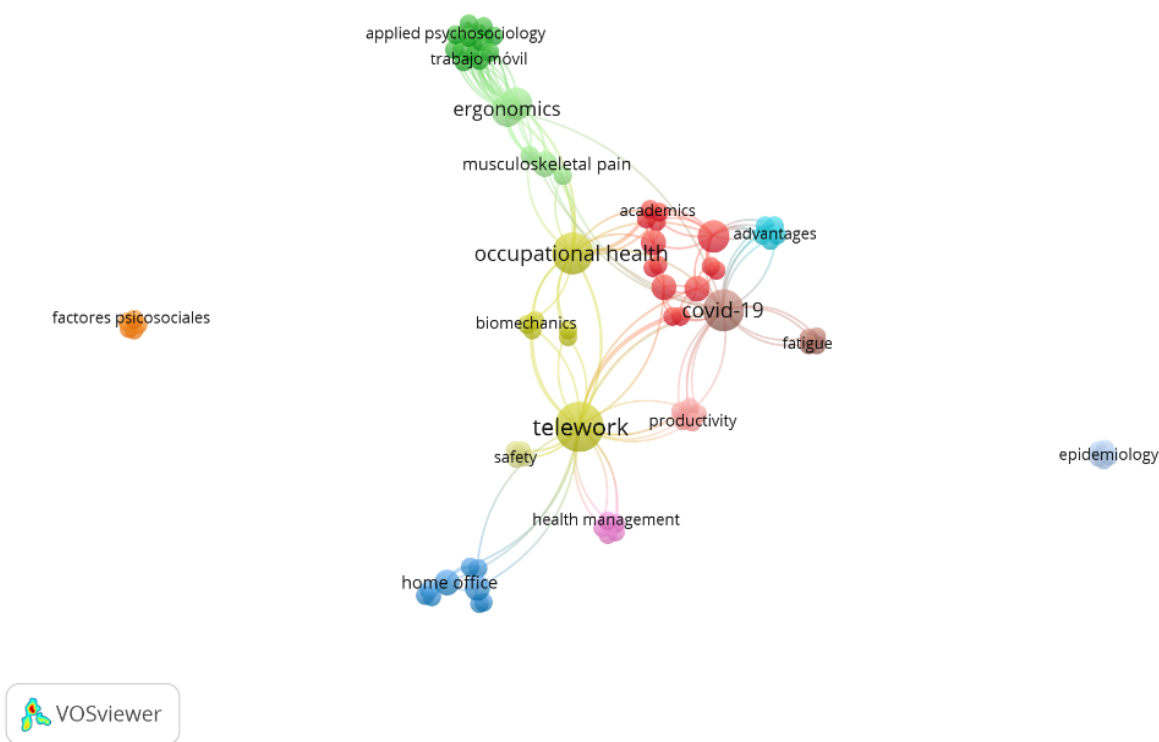 applied psychosociology
trabajo móvil
ergonomics
musculoskeletal pain
academics
advantages
occupational health
covid-19
factores psicosociales
biomechanics
fatigue
productivity
telework
safety
epidemiology
health management
home office
VOSviewer